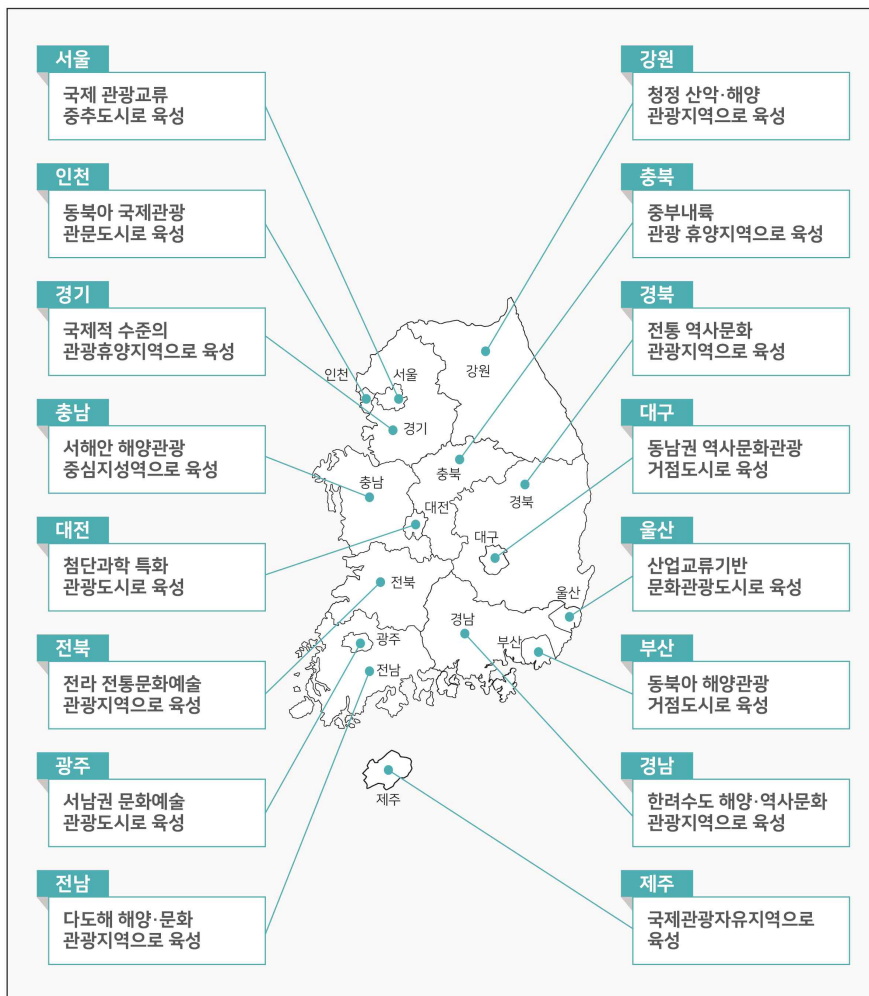 서울
국제 관광교류
중추도시로 육성
인천
동북아 국제관광
관문도시로 육성
경기
국제적 수준의
관광휴양지역으로 육성
충남
서해안 해양관광
중심지성역으로 육성
대전
첨단과학 특화
관광도시로 육성
전북
전라 전통문화예술
관광지역으로 육성
광주
서남권 문화예술
관광도시로 육성
전남
다도해 해양·문화
관광지역으로 육성
강원
청정 산악·해양
관광지역으로 육성
충북
중부내륙
관광 휴양지역으로 육성
경북
전통 역사문화
관광지역으로 육성
대구
동남권 역사문화관광
거점도시로 육성
울산
산업교류기반
문화관광도시로 육성
부산
동북아 해양관광
거점도시로 육성
경남
한려수도 해양·역사문화
관광지역으로 육성
제주
국제관광자유지역으로
육성
인천
서울
강원
경기
충남
충북
대전
경북
대구
전북
울산
경남
부산
광주
전남
제주